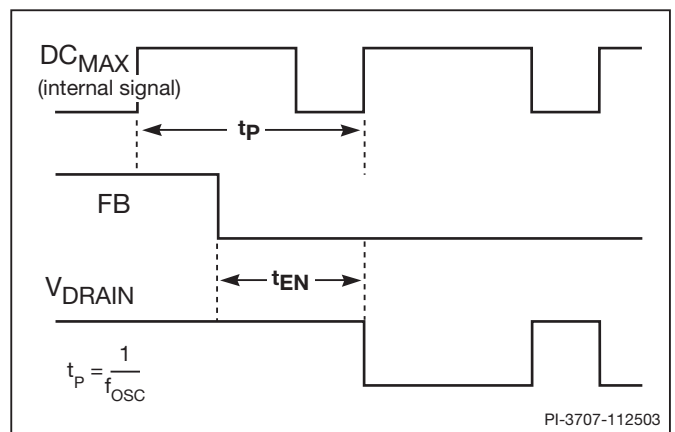 DCMAX
(internal signal)
tP
FB
tEN
VDRAIN
tP = 1/fOSC
PI-3707-112503